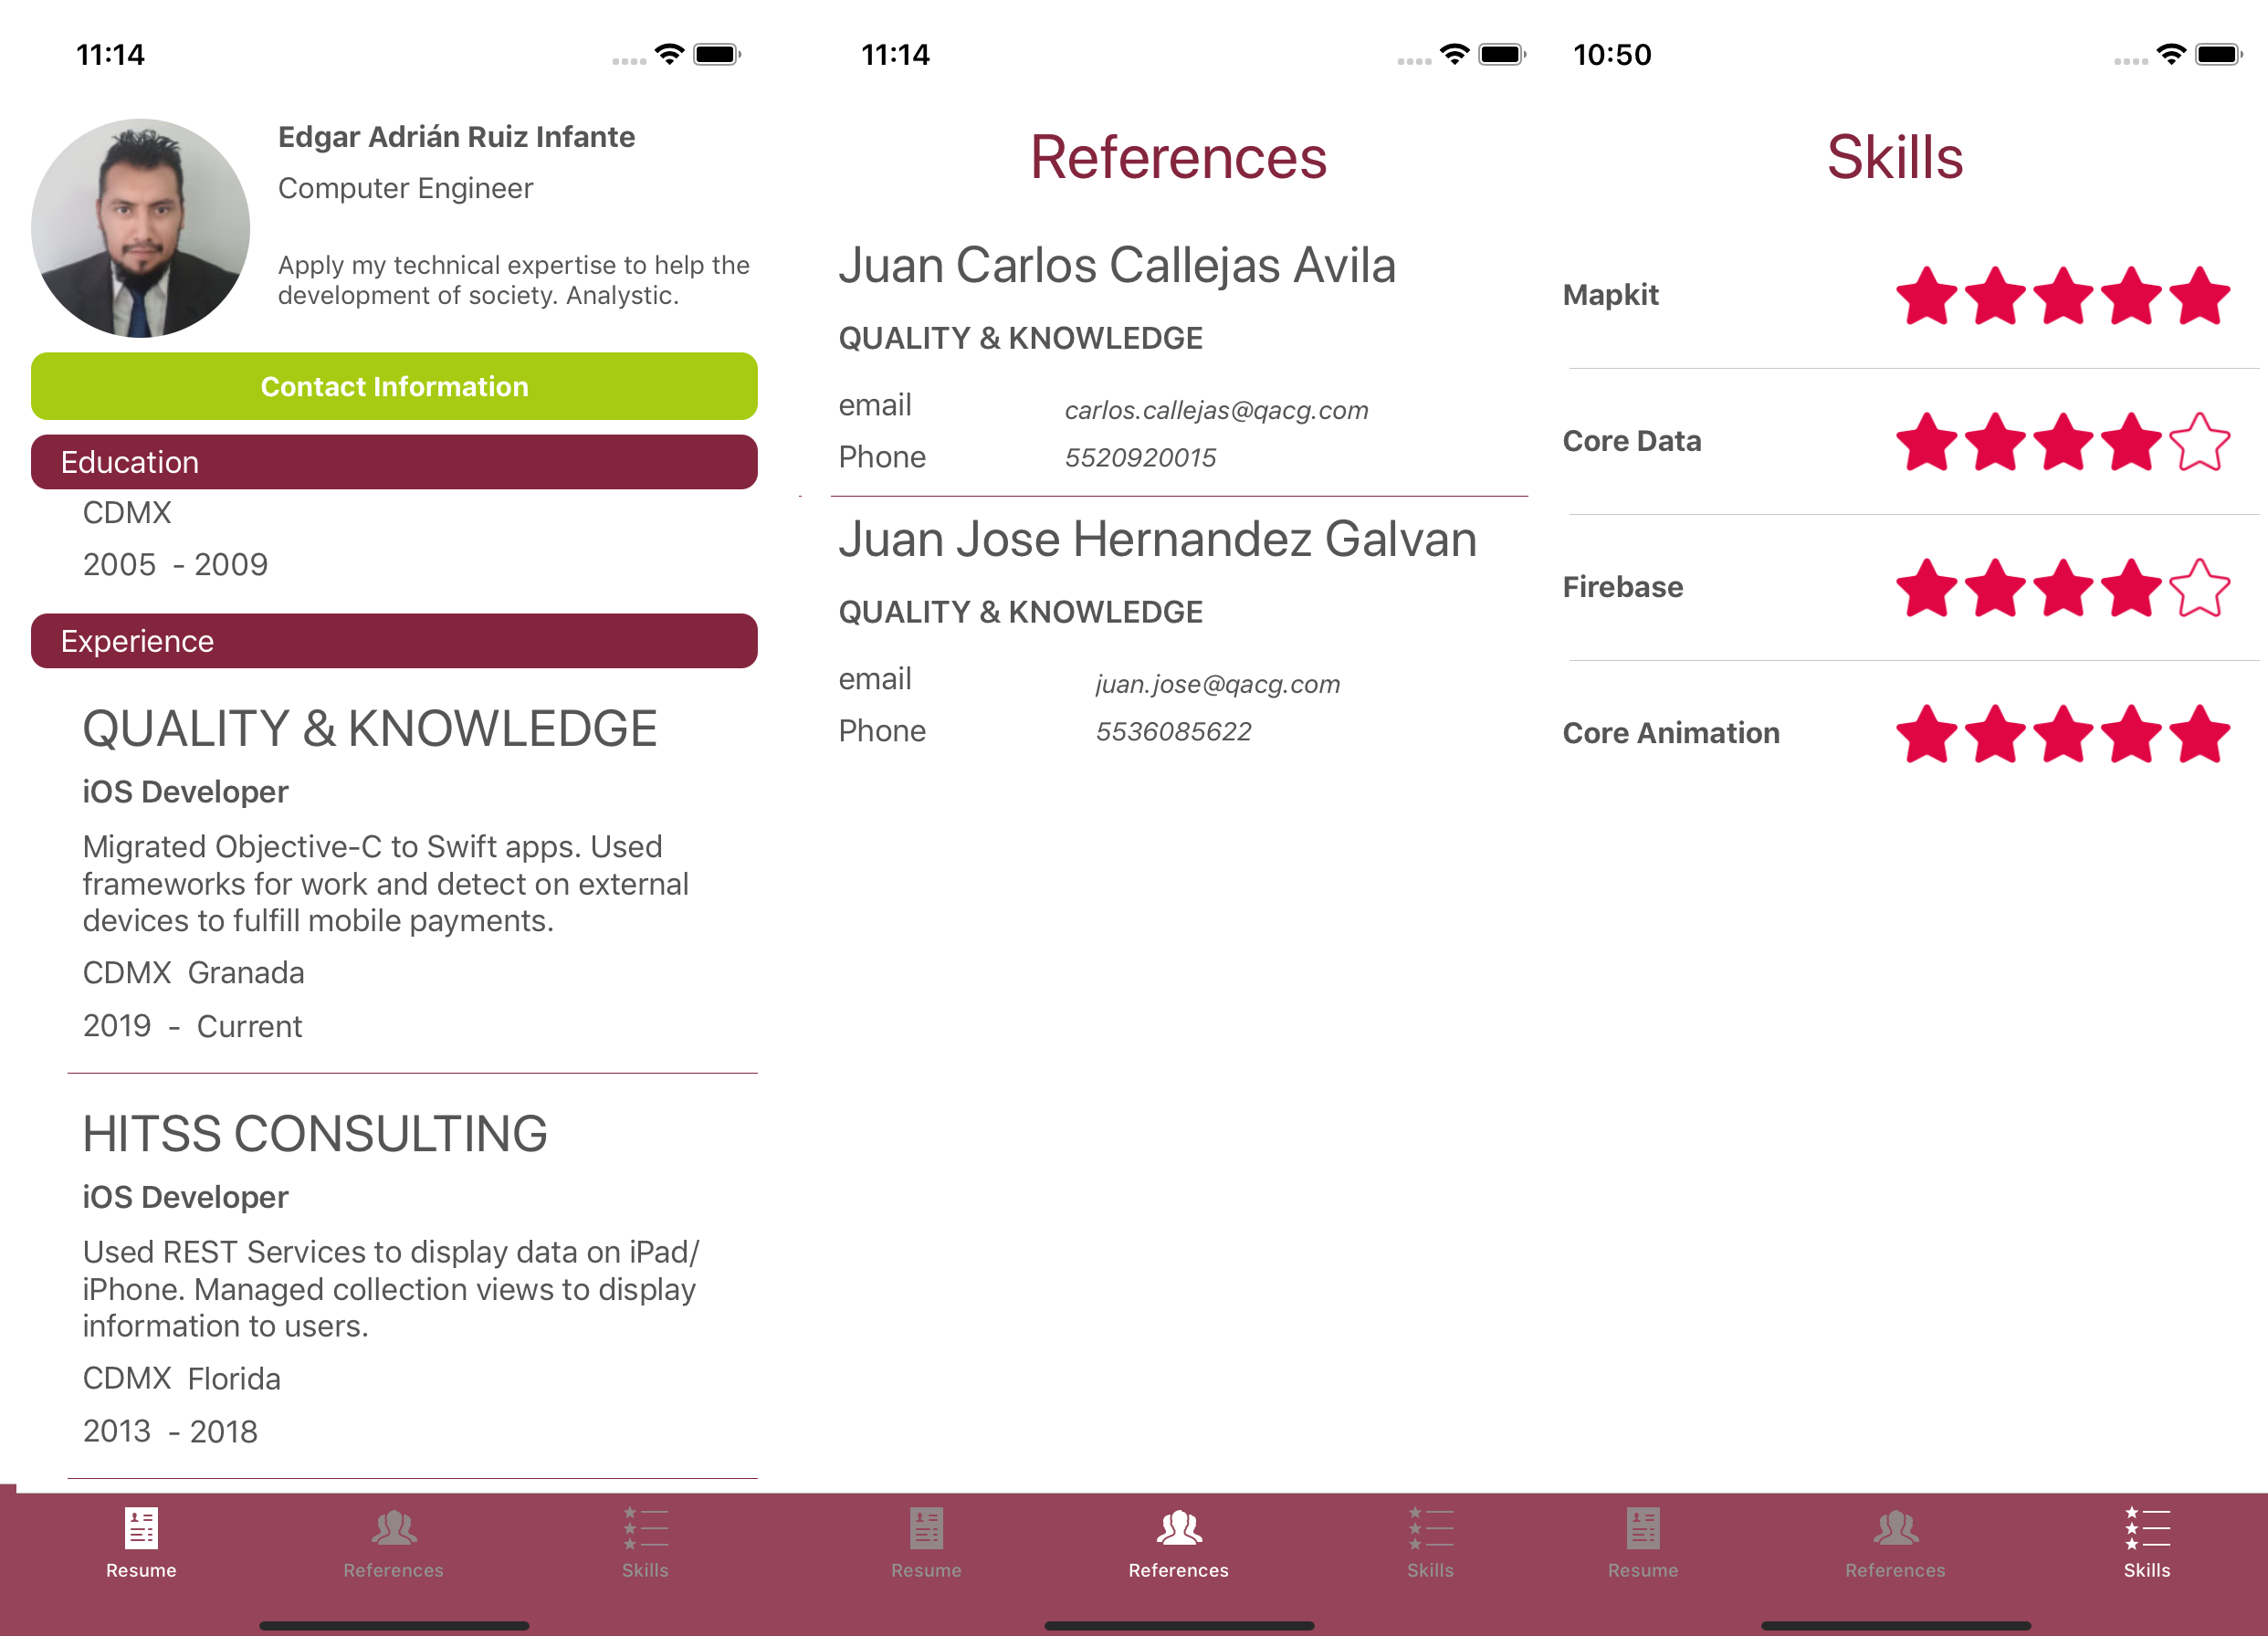 11:14
Edgar Adrián Ruiz Infante
Computer Engineer
Apply my technical expertise to help the
development of society. Analystic.
Contact Information
Education
CDMX
2005 - 2009
Experience
QUALITY & KNOWLEDGE
iOS Developer
Migrated Objective-C to Swift apps. Used
frameworks for work and detect on external
devices to fulfill mobile payments.
CDMX Granada
2019 - Current
HITSS CONSULTING
iOS Developer
Used REST Services to display data on iPad/
iPhone. Managed collection views to display
information to users.
CDMX Florida
2013 - 2018
Resume References Skills
11:14
References
Juan Carlos Callejas Avila
QUALITY & KNOWLEDGE
email carlos.callejas@qacg.com
Phone 5520920015
Juan Jose Hernandez Galvan
QUALITY & KNOWLEDGE
email juan.jose@qacg.com
Phone 5536085622
Resume References Skills
10:50
Skills
Mapkit
Core Data
Firebase
Core Animation
Resume References Skills